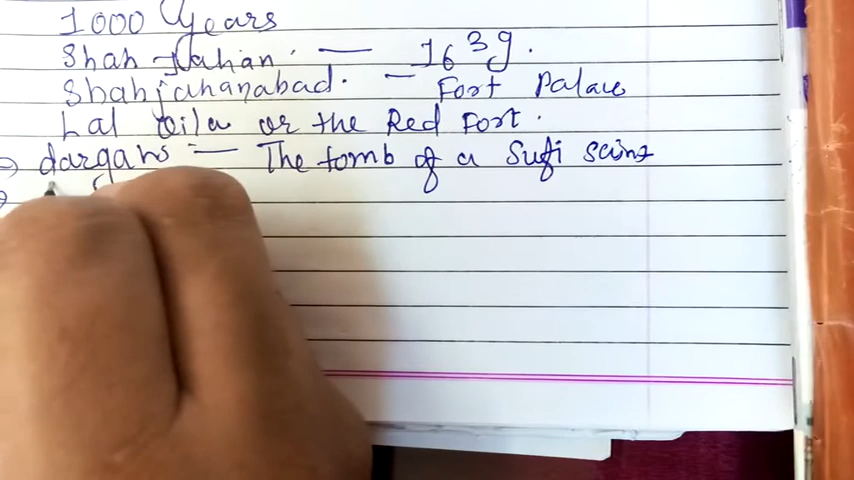 1000 Years
Shah Jahan. — 1639.
Shahjahanabad. — Fort Palace
Lal Qila or the Red Fort.
→ dargahs — The tomb of a Sufi saint